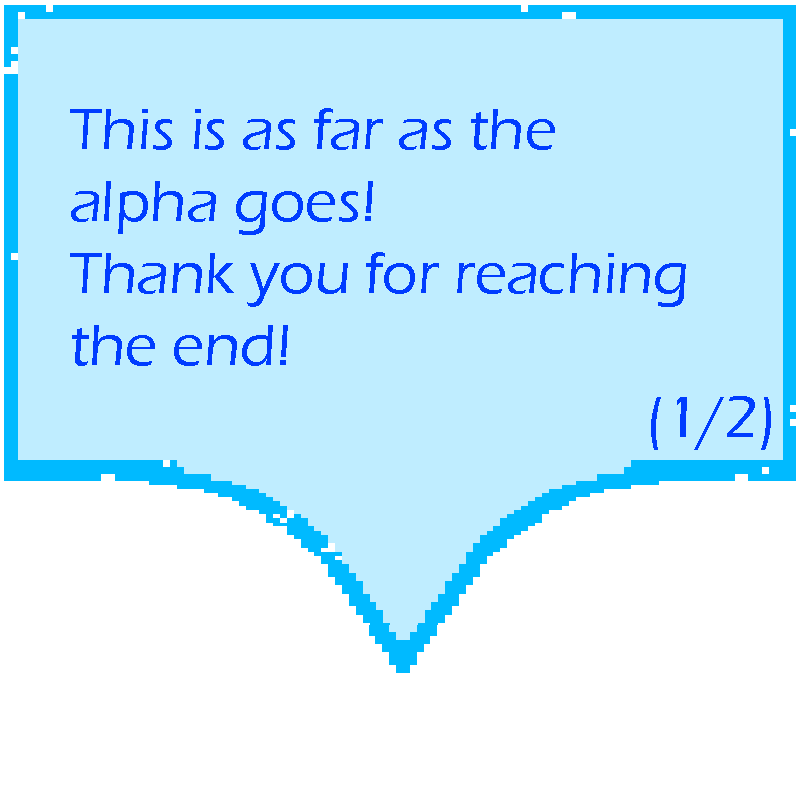 This is as far as the
alpha goes!
Thank you for reaching
the end!
(1/2)